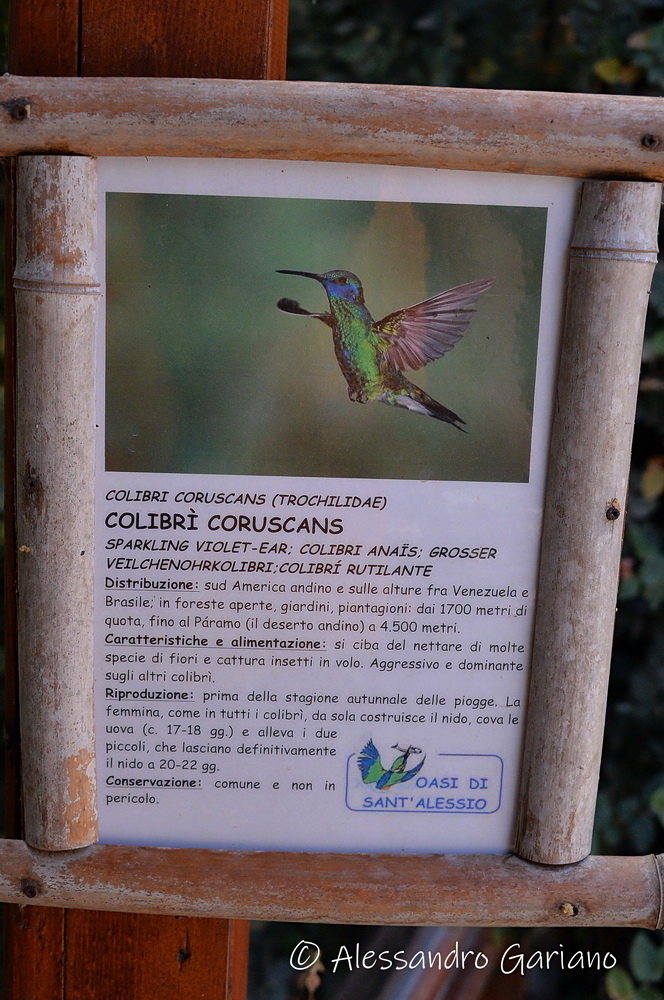 COLIBRI CORUSCANS (TROCHILIDAE)
COLIBRÌ CORUSCANS
SPARKLING VIOLET-EAR; COLIBRI ANAÏS; GROSSER
VEILCHENOHRKOLIBRI;COLIBRÍ RUTILANTE
Distribuzione: sud America andino e sulle alture fra Venezuela e
Brasile; in foreste aperte, giardini, piantagioni: dai 1700 metri di
quota, fino al Páramo (il deserto andino) a 4.500 metri.
Caratteristiche e alimentazione: si ciba del nettare di molte
specie di fiori e cattura insetti in volo. Aggressivo e dominante
sugli altri colibrì.
Riproduzione: prima della stagione autunnale delle piogge. La
femmina, come in tutti i colibrì, da sola costruisce il nido, cova le
uova (c. 17-18 gg.) e alleva i due
piccoli, che lasciano definitivamente
il nido a 20-22 gg.
Conservazione: comune e non in
pericolo.
OASI DI
SANT'ALESSIO
© Alessandro Gariano